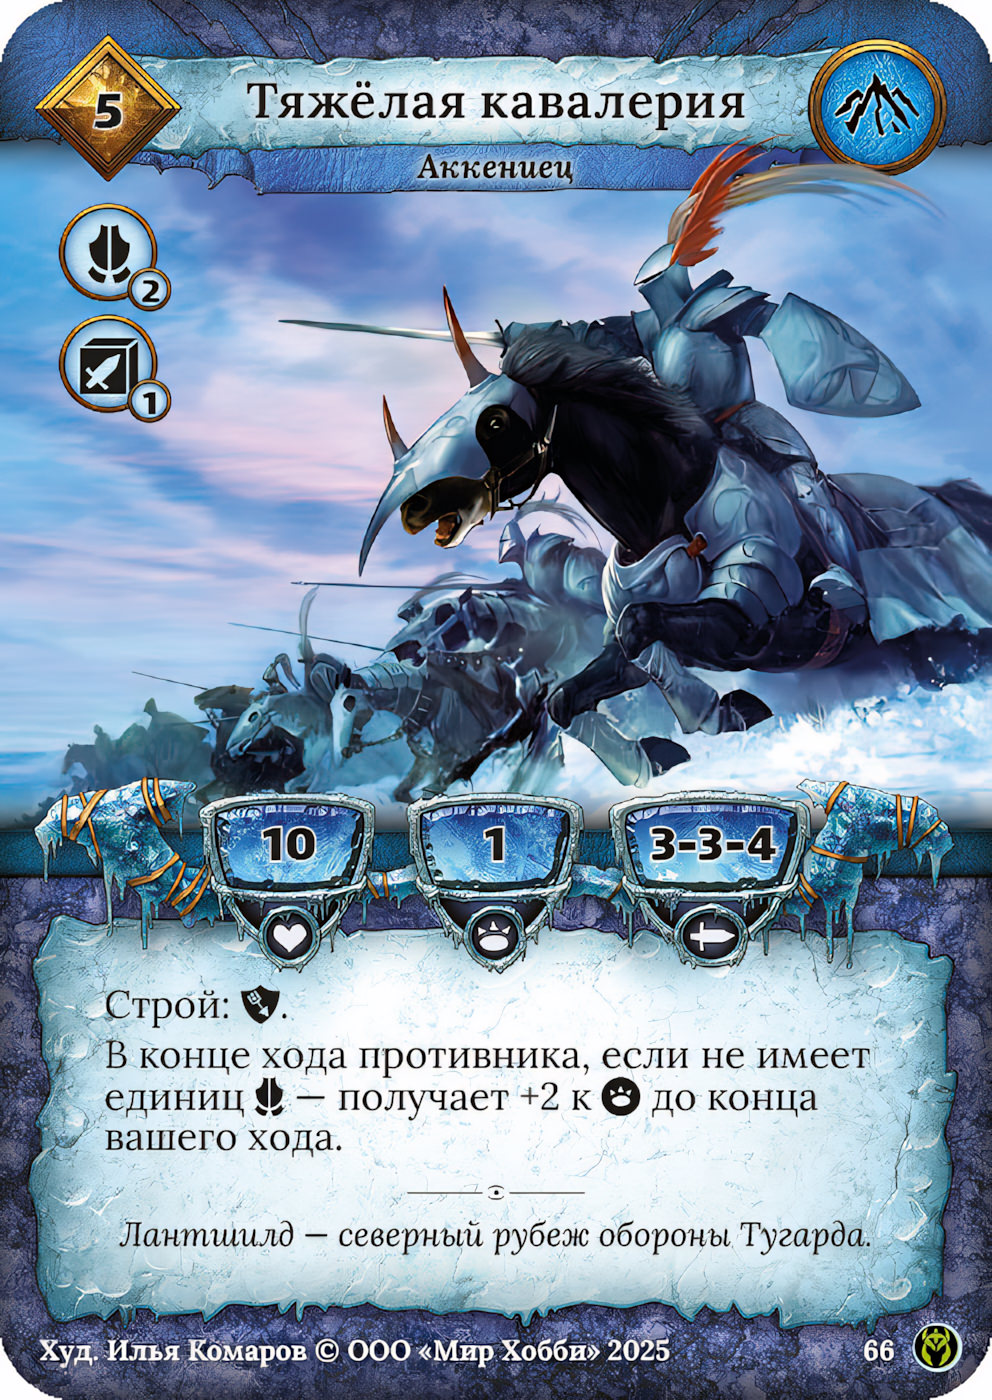 5
Тяжёлая кавалерия
Аккениец
2
1
10
1
3-3-4
Строй: .
В конце хода противника, если не имеет
единиц — получает +2 к до конца
вашего хода.
Лантшилд — северный рубеж обороны Тугарда.
Худ. Илья Комаров © ООО «Мир Хобби» 2025
66